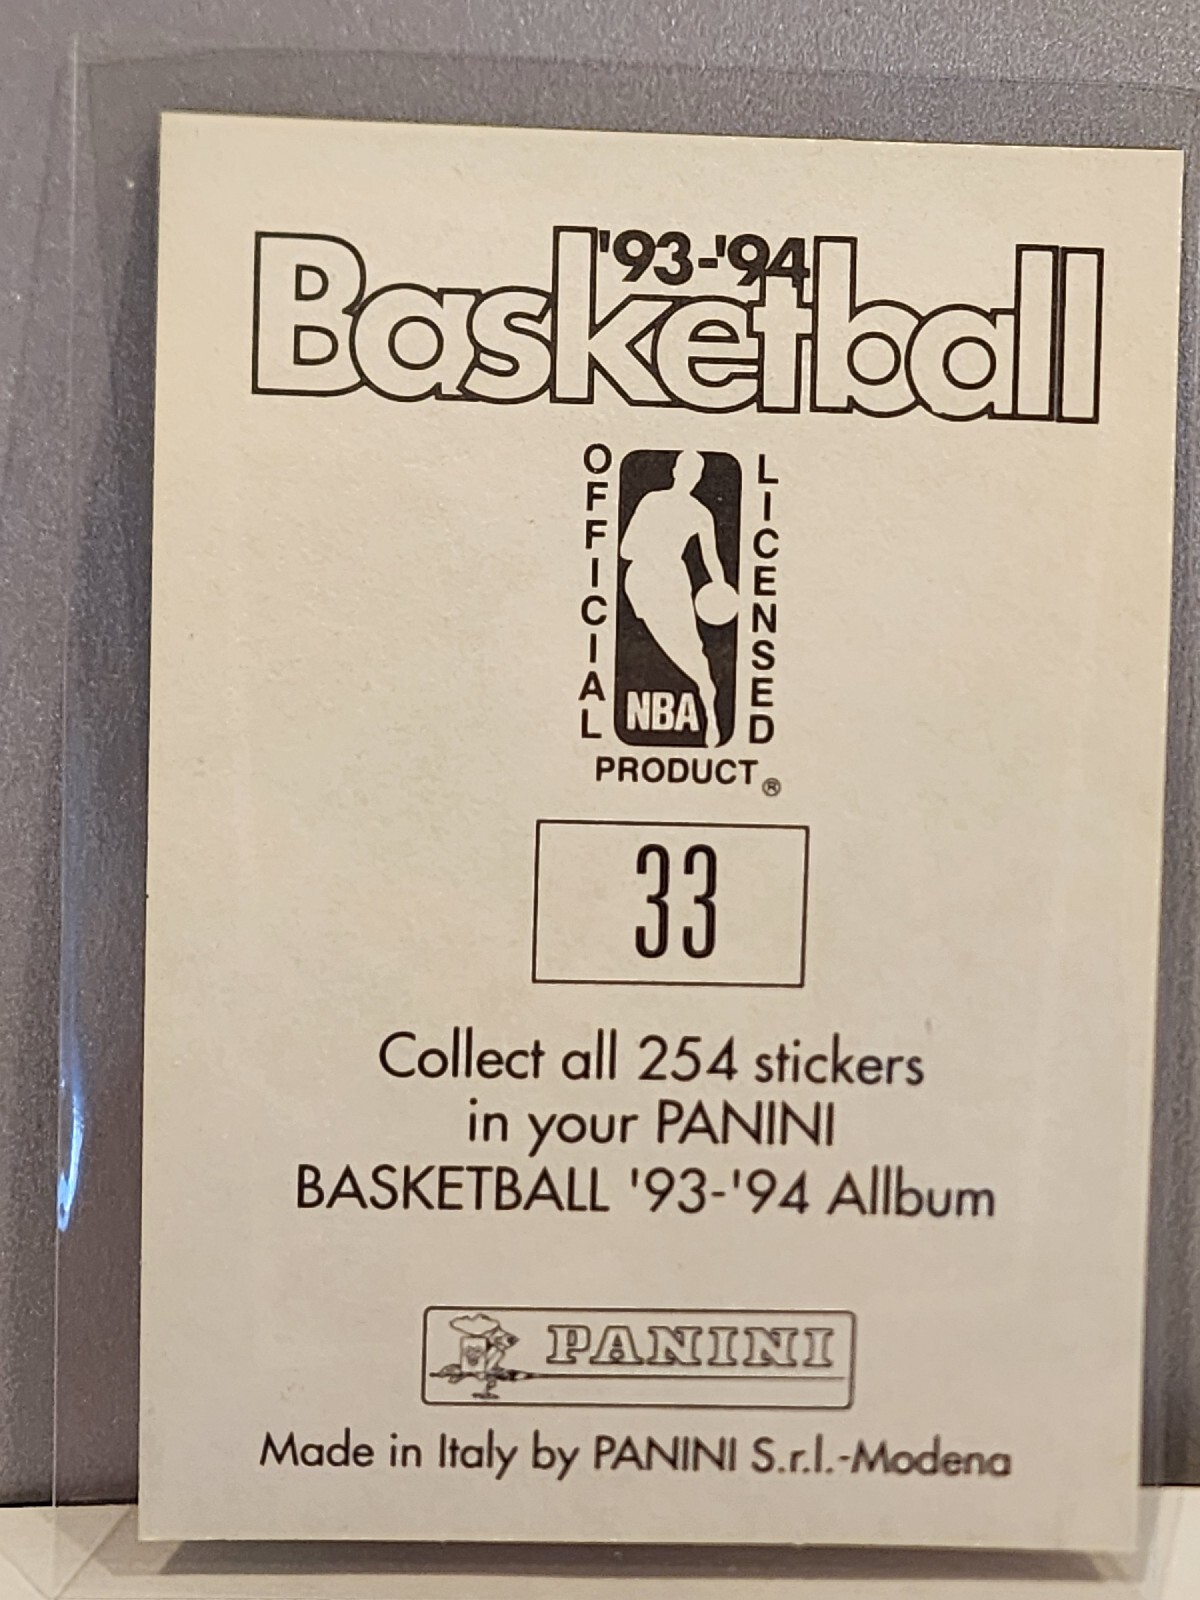 '93-'94
Basketball
OFFICIAL
LICENSED
NBA
PRODUCT®
33
Collect all 254 stickers
in your PANINI
BASKETBALL '93-'94 Allbum
PANINI
Made in Italy by PANINI S.r.l.-Modena